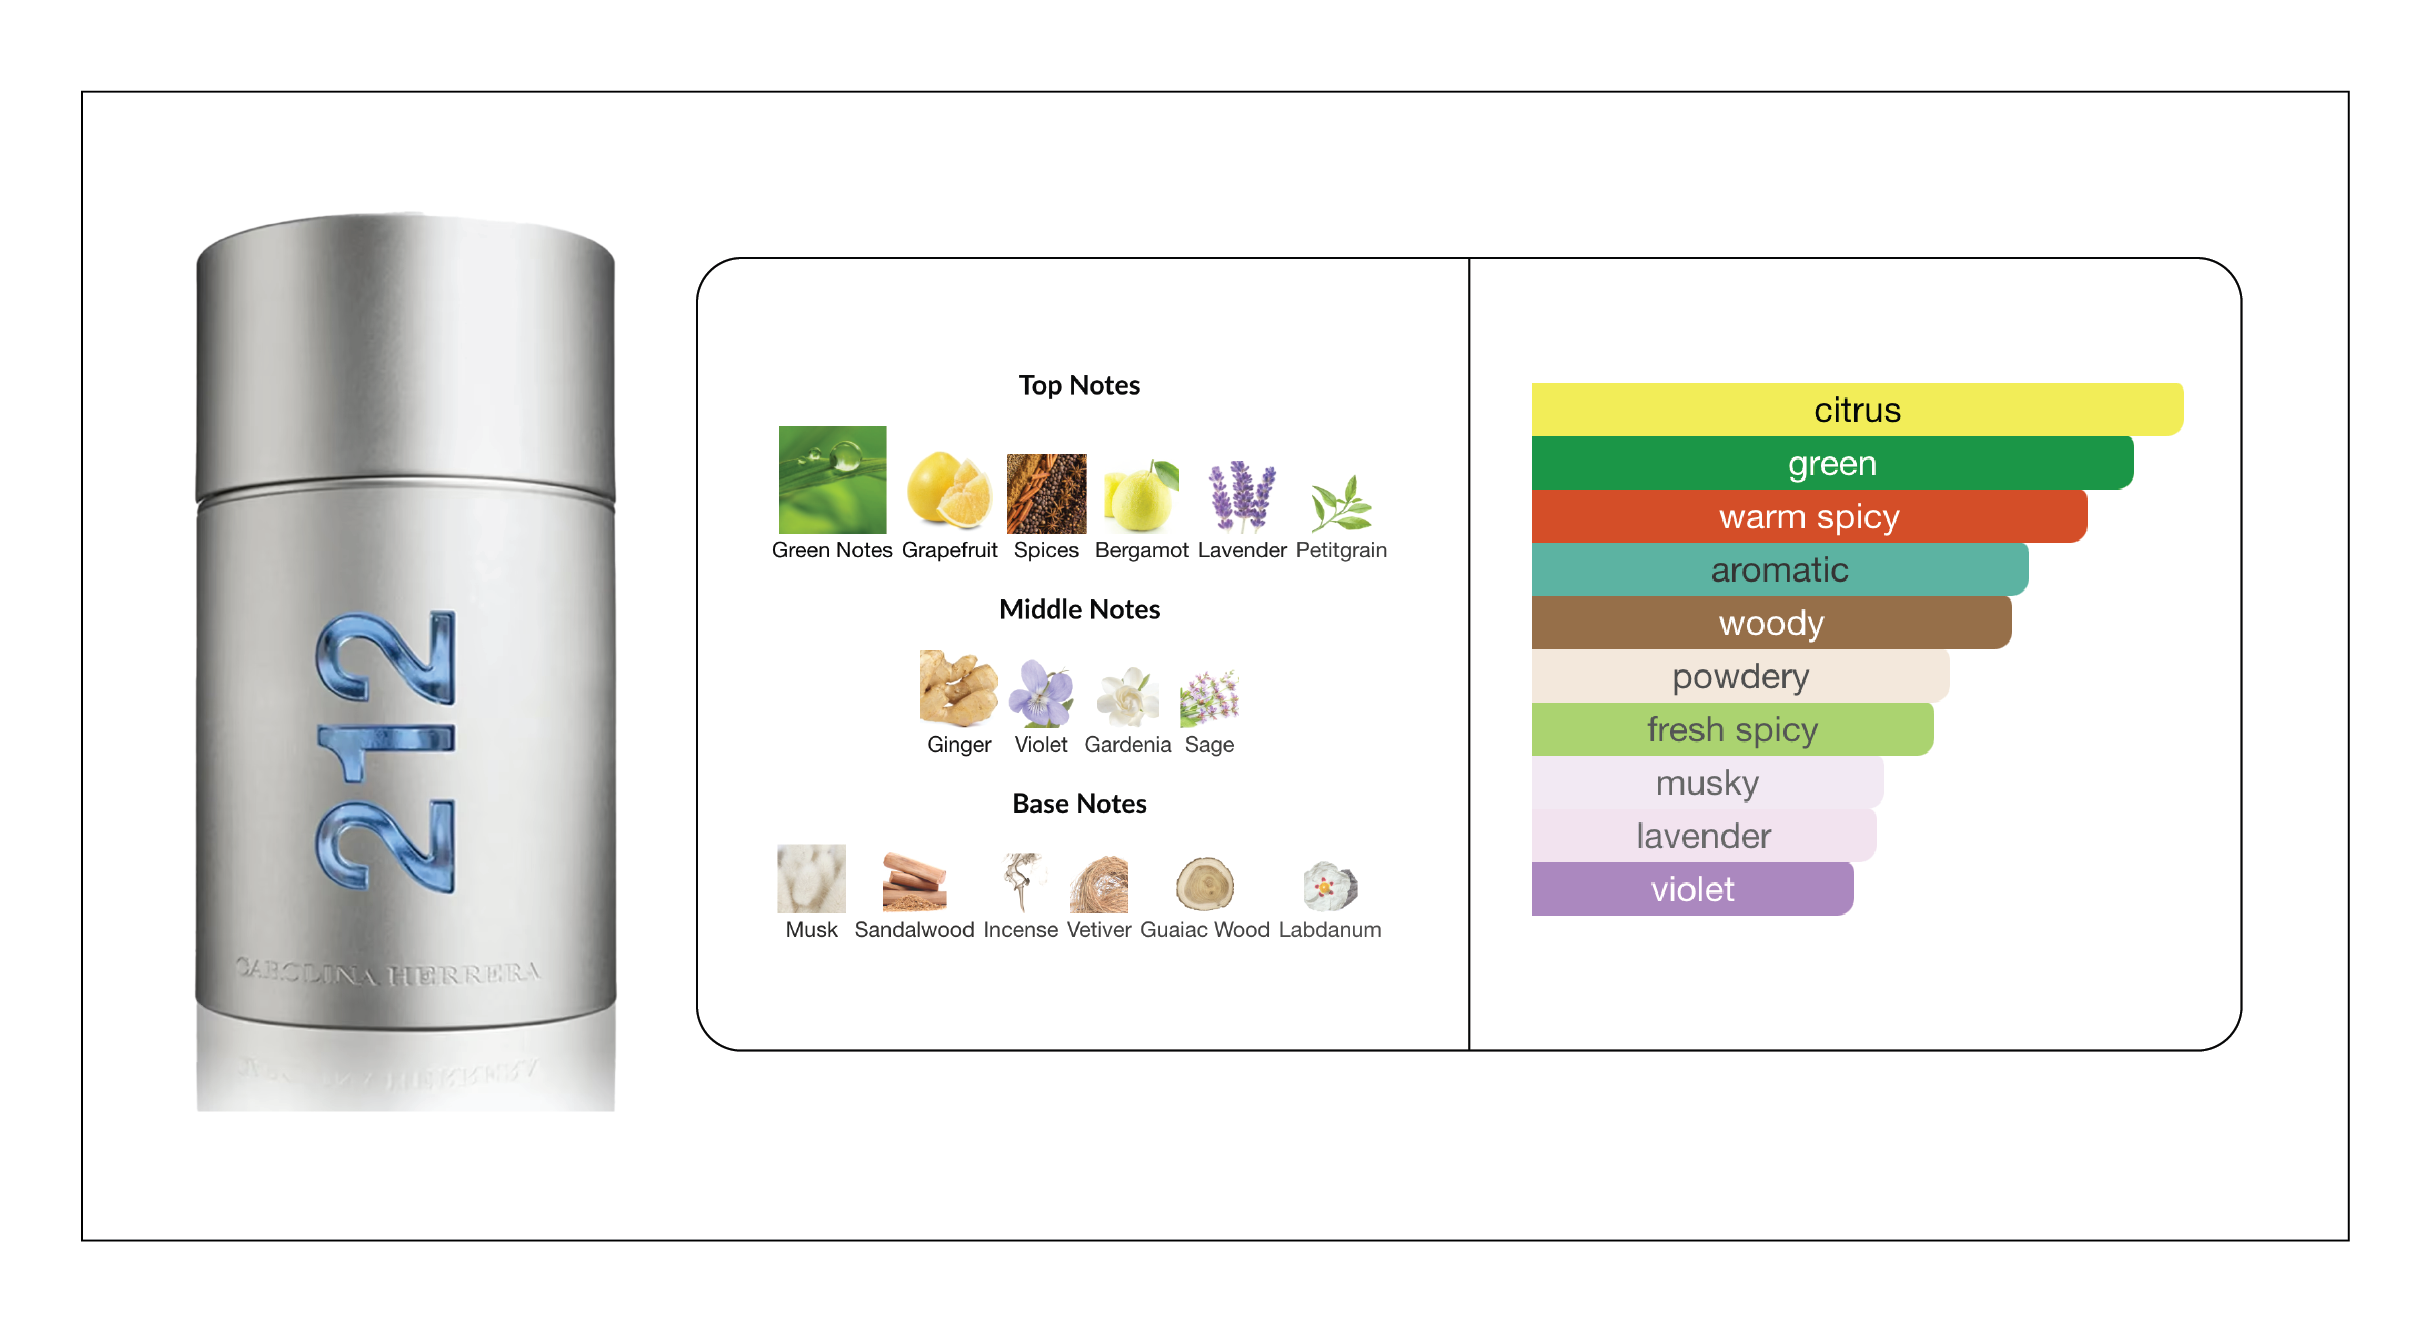 212
CAROLINA HERRERA
Top Notes
Green Notes Grapefruit Spices Bergamot Lavender Petitgrain
Middle Notes
Ginger Violet Gardenia Sage
Base Notes
Musk Sandalwood Incense Vetiver Guaiac Wood Labdanum
citrus
green
warm spicy
aromatic
woody
powdery
fresh spicy
musky
lavender
violet